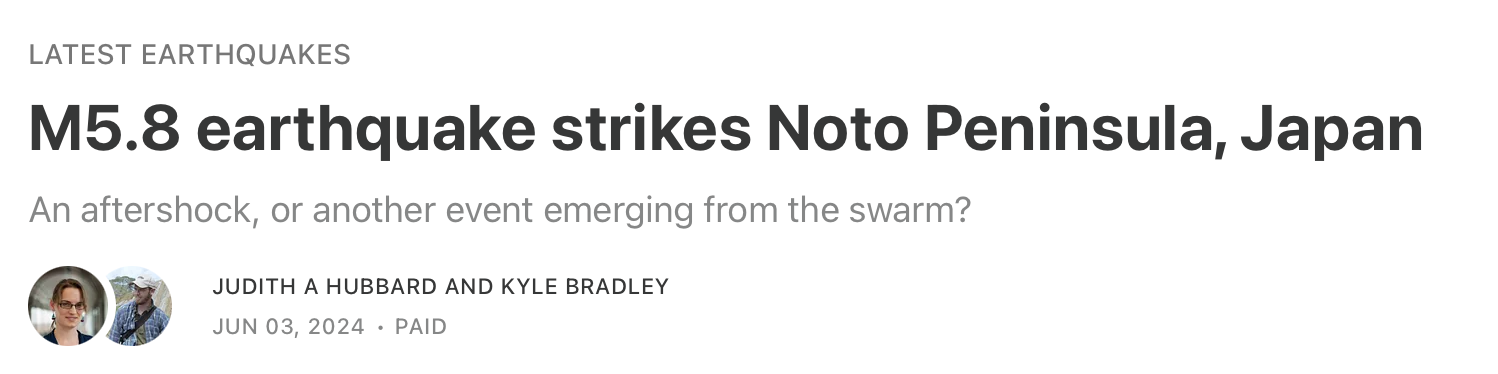 LATEST EARTHQUAKES
M5.8 earthquake strikes Noto Peninsula, Japan
An aftershock, or another event emerging from the swarm?
JUDITH A HUBBARD AND KYLE BRADLEY
JUN 03, 2024 • PAID